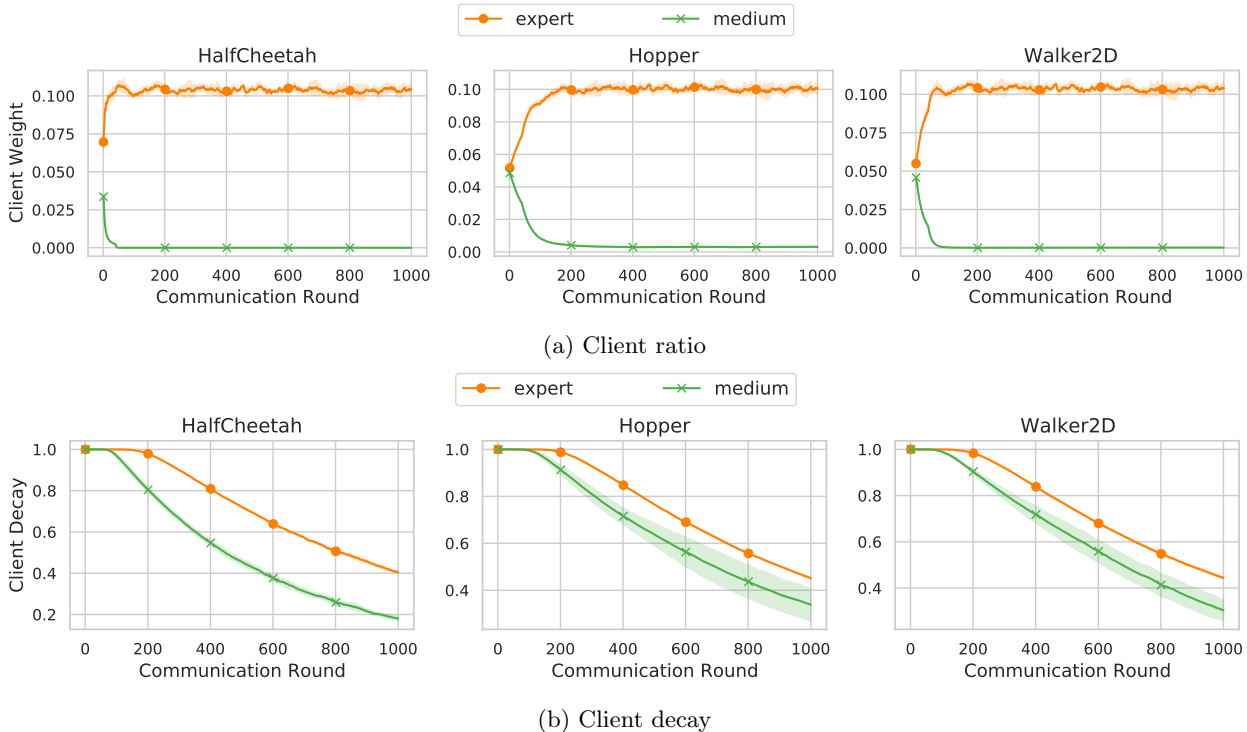 expert medium
HalfCheetah Hopper Walker2D
Client Weight
0.100 0.075 0.050 0.025 0.000
0.10 0.08 0.06 0.04 0.02 0.00
0.100 0.075 0.050 0.025 0.000
0 200 400 600 800 1000 0 200 400 600 800 1000 0 200 400 600 800 1000
Communication Round Communication Round Communication Round
(a) Client ratio
expert medium
HalfCheetah Hopper Walker2D
Client Decay
1.0 0.8 0.6 0.4 0.2
1.0 0.8 0.6 0.4
1.0 0.8 0.6 0.4
0 200 400 600 800 1000 0 200 400 600 800 1000 0 200 400 600 800 1000
Communication Round Communication Round Communication Round
(b) Client decay